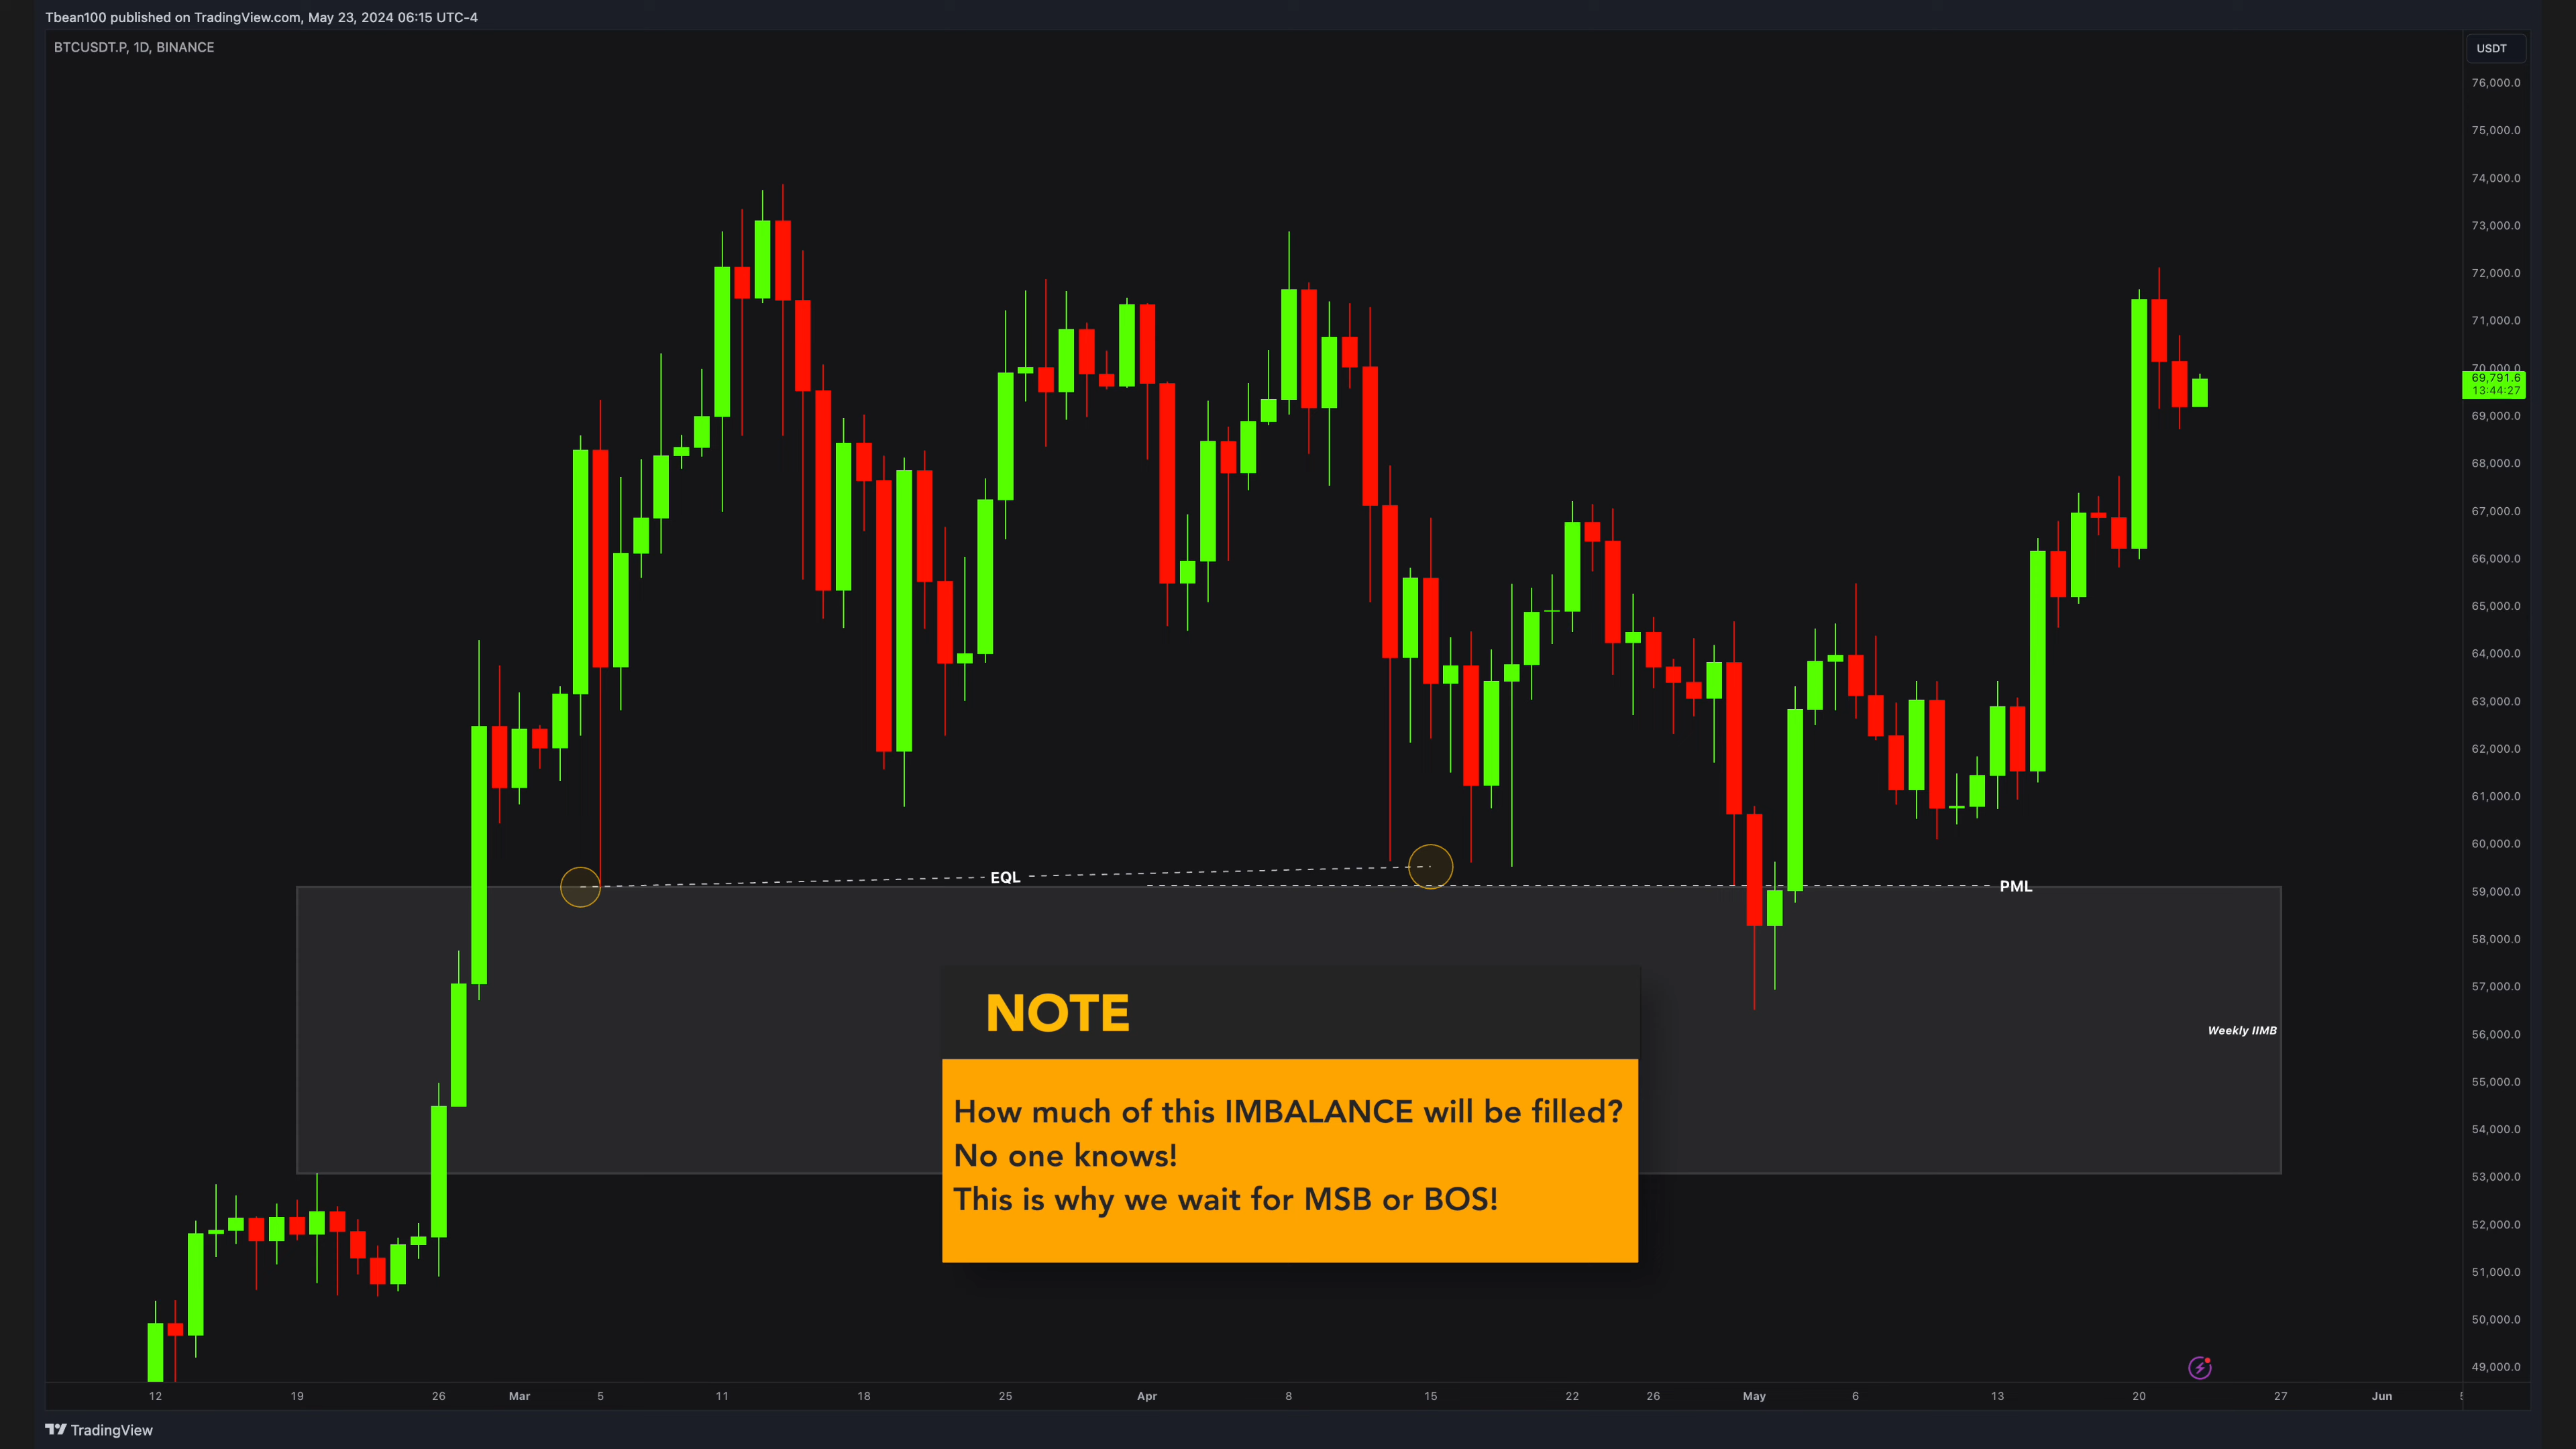 Tbean100 published on TradingView.com, May 23, 2024 06:15 UTC-4
BTCUSDT.P, 1D, BINANCE
USDT
76,000.0
75,000.0
74,000.0
73,000.0
72,000.0
71,000.0
70,000.0
69,791.6
13:44:27
69,000.0
68,000.0
67,000.0
66,000.0
65,000.0
64,000.0
63,000.0
62,000.0
61,000.0
60,000.0
59,000.0
58,000.0
57,000.0
56,000.0
55,000.0
54,000.0
53,000.0
52,000.0
51,000.0
50,000.0
49,000.0
EQL
PML
Weekly IIMB
NOTE
How much of this IMBALANCE will be filled?
No one knows!
This is why we wait for MSB or BOS!
12 19 26 Mar 5 11 18 25 Apr 8 15 22 26 May 6 13 20 27 Jun
TradingView